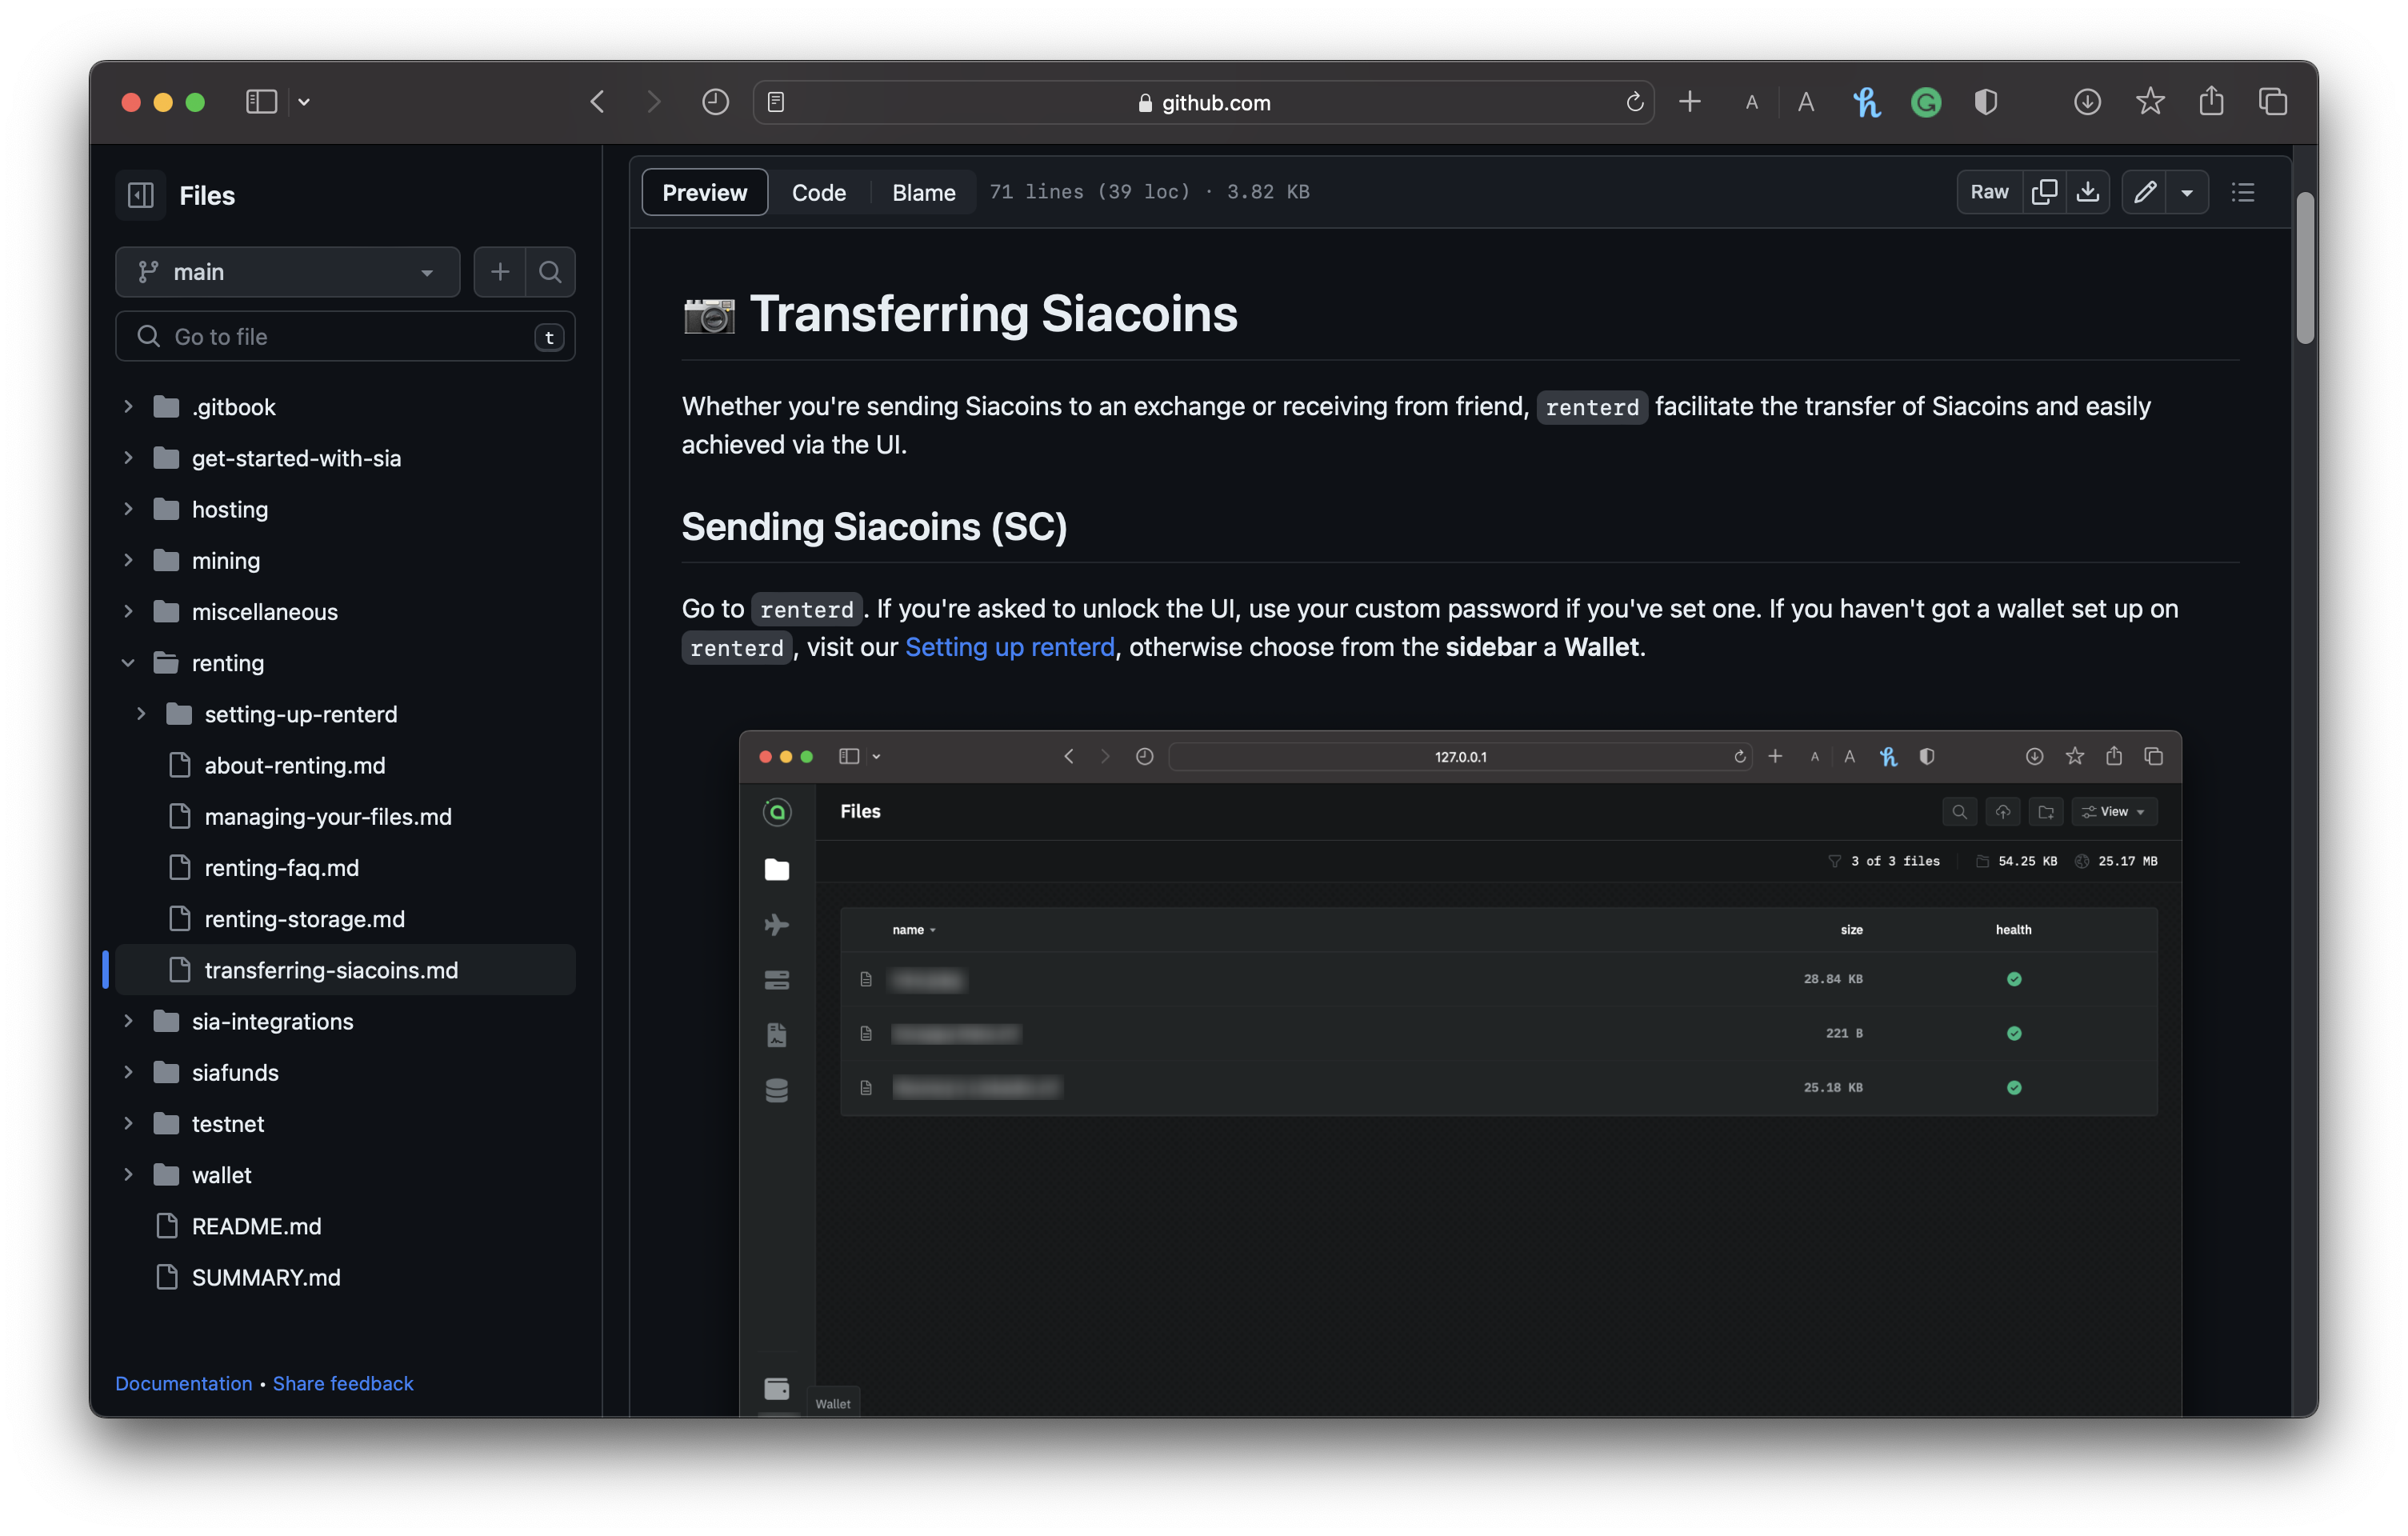 github.com
A
A
Files
main
Go to file
t
.gitbook
get-started-with-sia
hosting
mining
miscellaneous
renting
setting-up-renterd
about-renting.md
managing-your-files.md
renting-faq.md
renting-storage.md
transferring-siacoins.md
sia-integrations
siafunds
testnet
wallet
README.md
SUMMARY.md
Documentation • Share feedback
Preview Code Blame 71 lines (39 loc) · 3.82 KB
Raw
Transferring Siacoins
Whether you're sending Siacoins to an exchange or receiving from friend, renterd facilitate the transfer of Siacoins and easily
achieved via the UI.
Sending Siacoins (SC)
Go to renterd. If you're asked to unlock the UI, use your custom password if you've set one. If you haven't got a wallet set up on
renterd, visit our Setting up renterd, otherwise choose from the sidebar a Wallet.
127.0.0.1
A
A
Files
View
3 of 3 files 54.25 KB 25.17 MB
name size health
28.84 KB
221 B
25.18 KB
Wallet